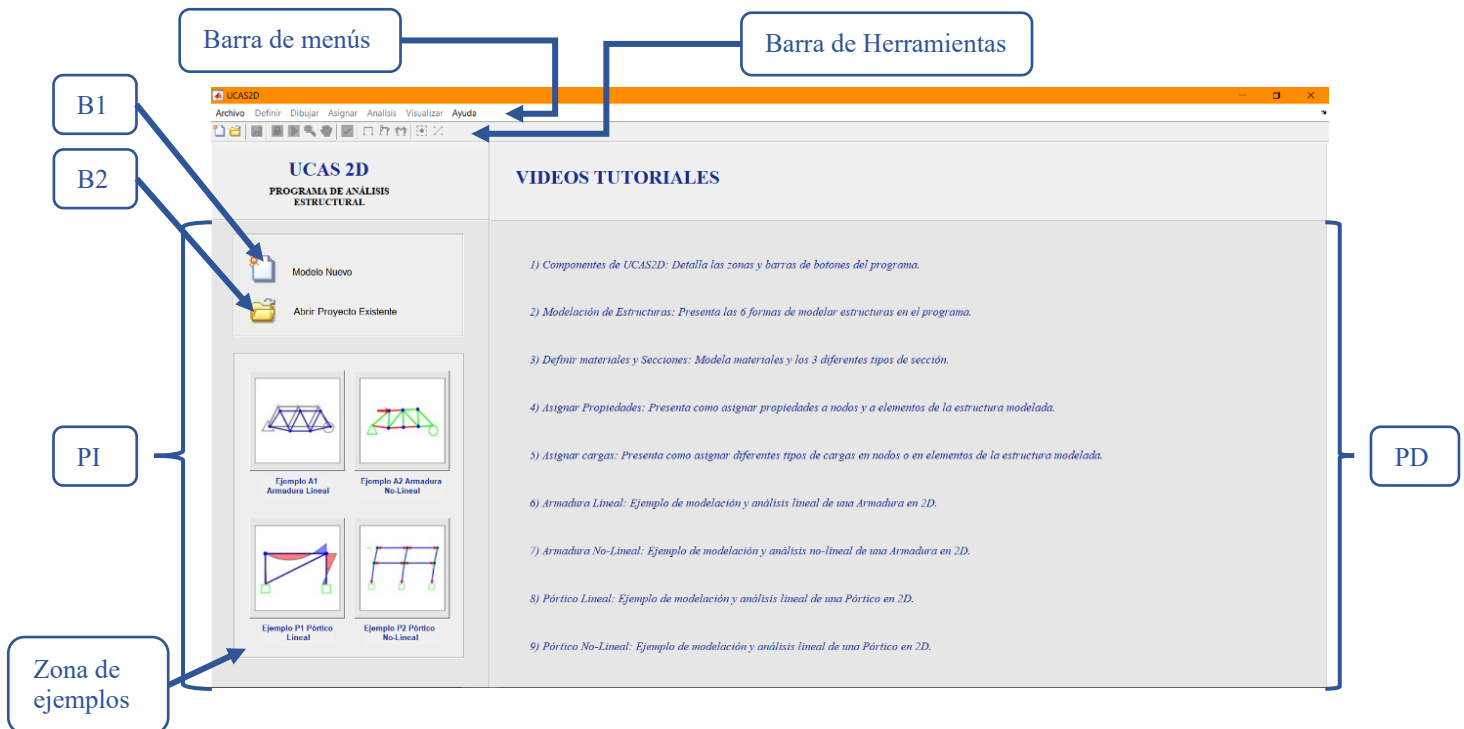 Barra de menús
Barra de Herramientas
B1
B2
UCAS2D
Archivo Definir Dibujar Asignar Analisis Visualizar Ayuda
UCAS 2D
PROGRAMA DE ANÁLISIS
ESTRUCTURAL
VIDEOS TUTORIALES
Modelo Nuevo
Abrir Proyecto Existente
1) Componentes de UCAS2D: Detalla las zonas y barras de botones del programa.
2) Modelación de Estructuras: Presenta las 6 formas de modelar estructuras en el programa.
3) Definir materiales y Secciones: Modela materiales y los 3 diferentes tipos de sección.
4) Asignar Propiedades: Presenta como asignar propiedades a nodos y a elementos de la estructura modelada.
5) Asignar cargas: Presenta como asignar diferentes tipos de cargas en nodos o en elementos de la estructura modelada.
6) Armadura Lineal: Ejemplo de modelación y análisis lineal de una Armadura en 2D.
7) Armadura No-Lineal: Ejemplo de modelación y análisis no-lineal de una Armadura en 2D.
8) Pórtico Lineal: Ejemplo de modelación y análisis lineal de una Pórtico en 2D.
9) Pórtico No-Lineal: Ejemplo de modelación y análisis lineal de una Pórtico en 2D.
PI
PD
Ejemplo A1
Armadura Lineal
Ejemplo A2 Armadura
No-Lineal
Ejemplo P1 Pórtico
Lineal
Ejemplo P2 Pórtico
No-Lineal
Zona de
ejemplos